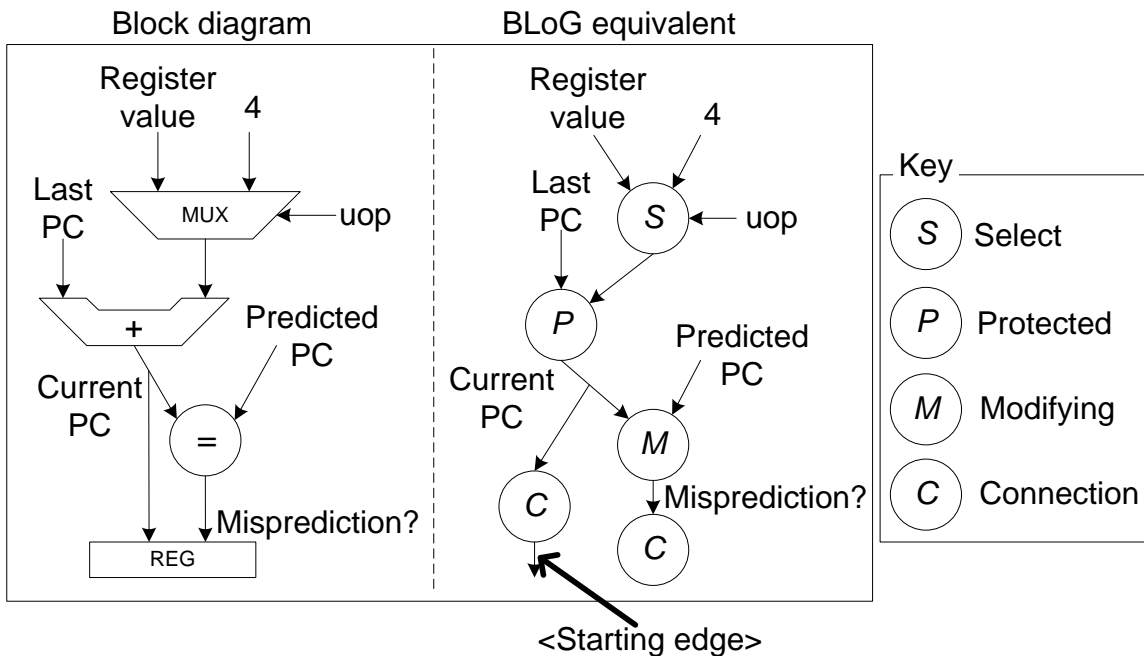 Block diagram
Register
value
4
Last
PC
MUX
uop
+
Predicted
PC
Current
PC
=
Misprediction?
REG
BLoG equivalent
Register
value
4
Last
PC
S
uop
P
Predicted
PC
Current
PC
M
C
Misprediction?
C
<Starting edge>
Key
S Select
P Protected
M Modifying
C Connection